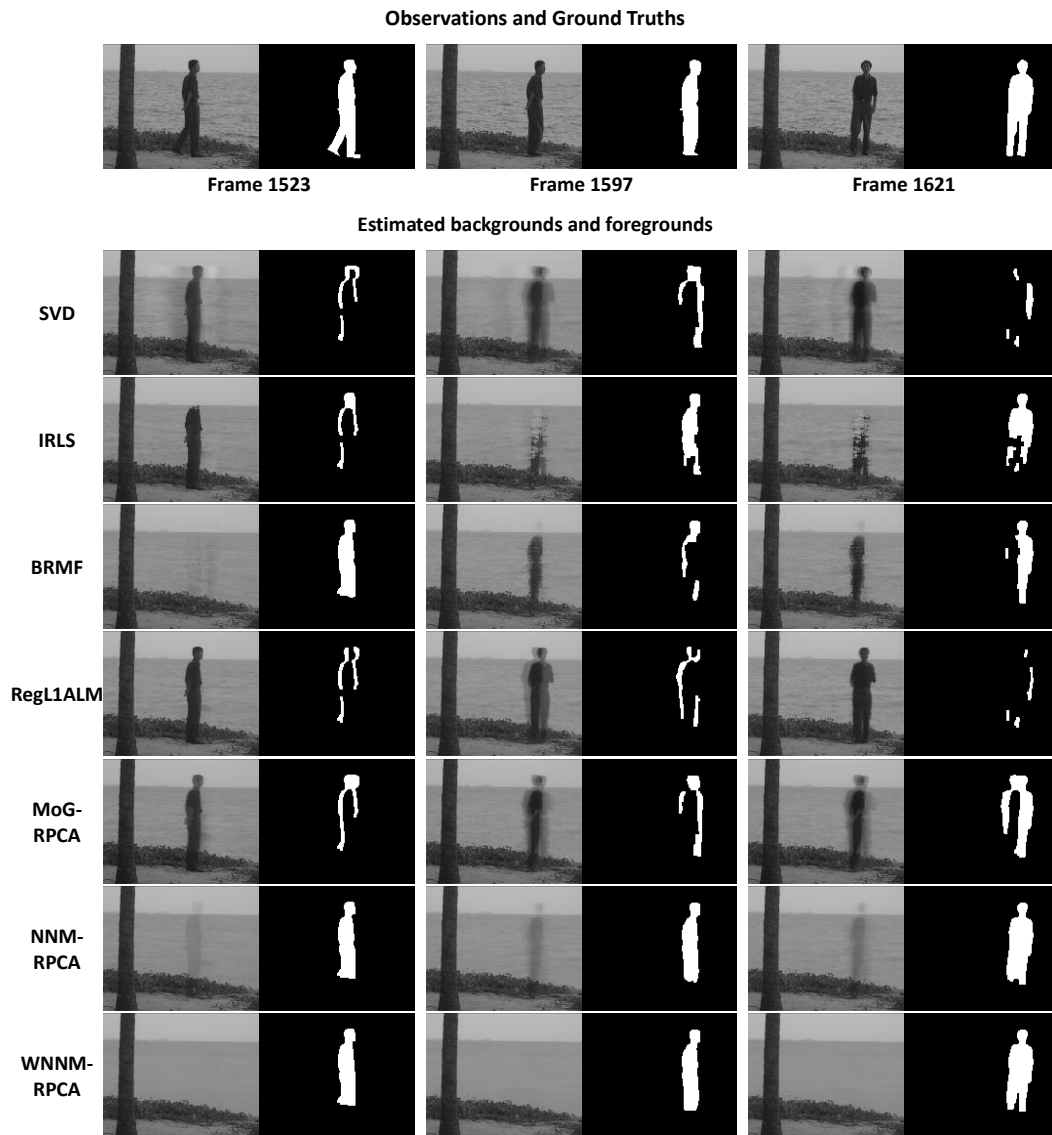 Observations and Ground Truths
Frame 1523
Frame 1597
Frame 1621
Estimated backgrounds and foregrounds
SVD
IRLS
BRMF
RegL1ALM
MoG-
RPCA
NNM-
RPCA
WNNM-
RPCA